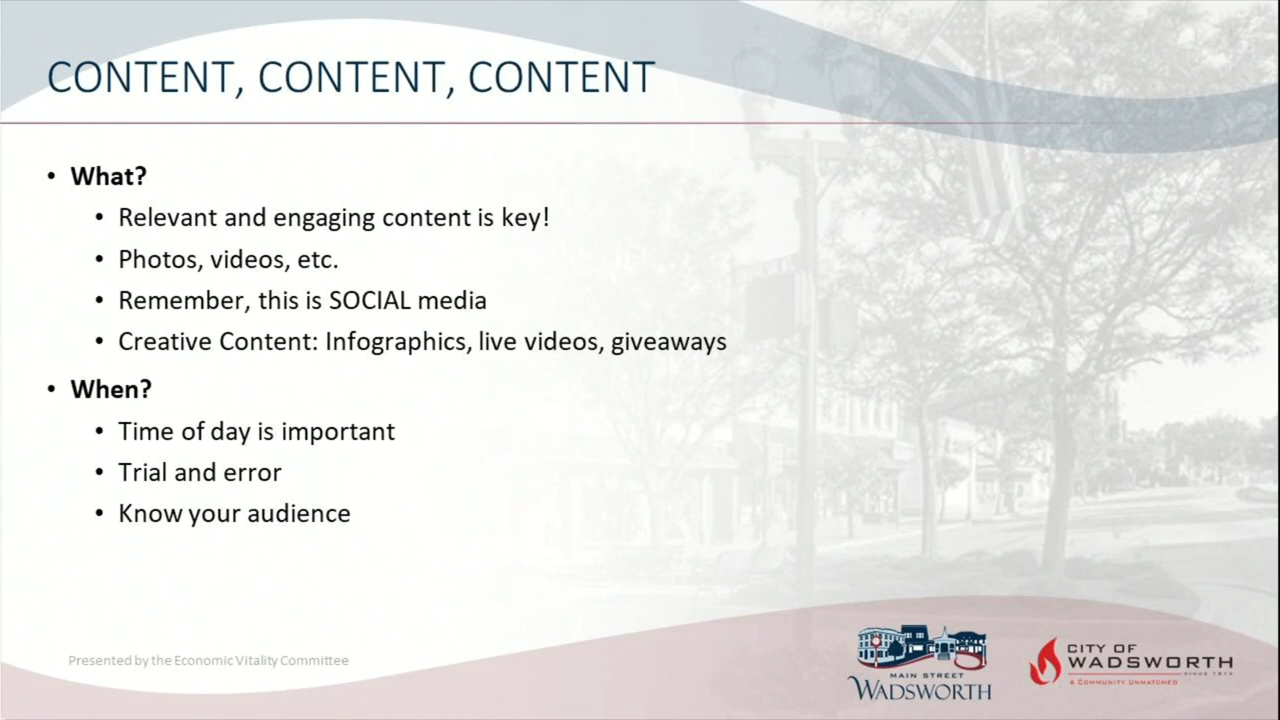 CONTENT, CONTENT, CONTENT
• What?
• Relevant and engaging content is key!
• Photos, videos, etc.
• Remember, this is SOCIAL media
• Creative Content: Infographics, live videos, giveaways
• When?
• Time of day is important
• Trial and error
• Know your audience
Presented by the Economic Vitality Committee
MAIN STREET
WADSWORTH
CITY OF
WADSWORTH
A COMMUNITY UNMATCHED